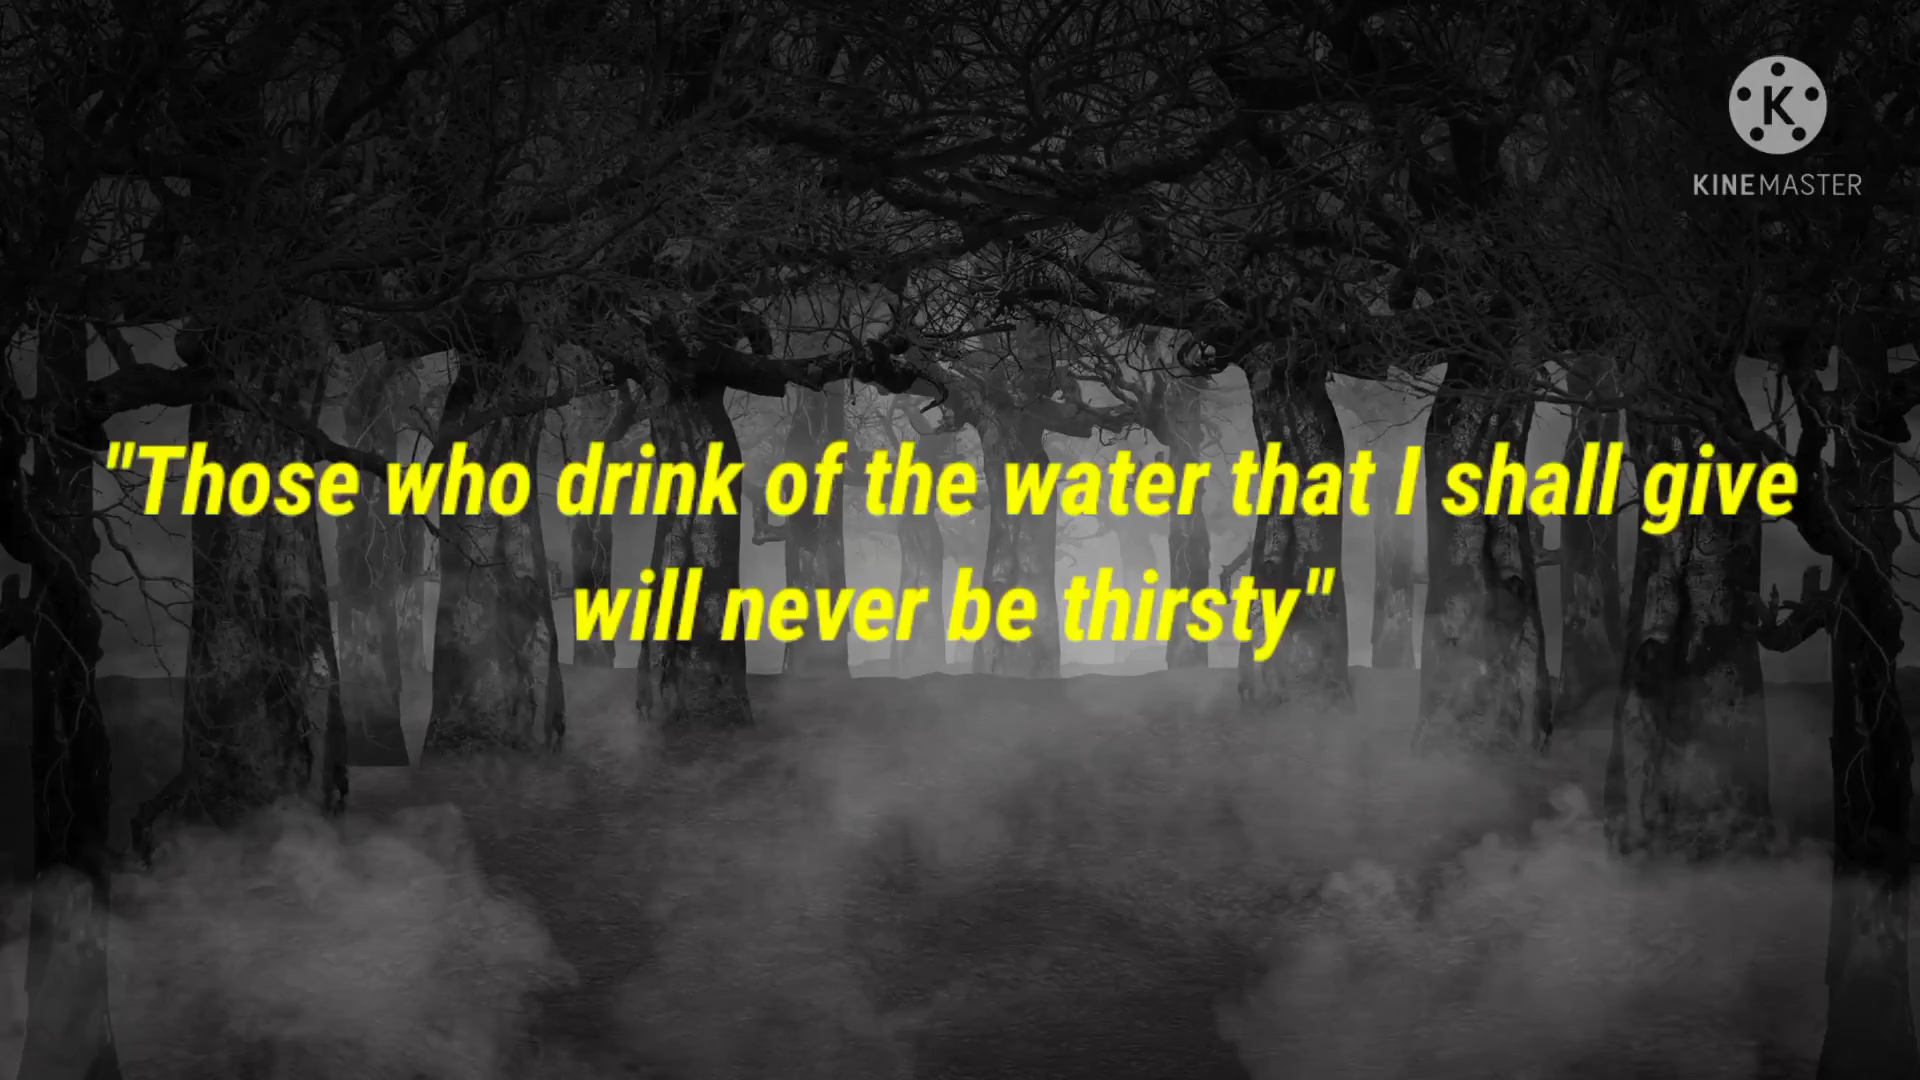 K
KINEMASTER
"Those who drink of the water that I shall give
will never be thirsty"